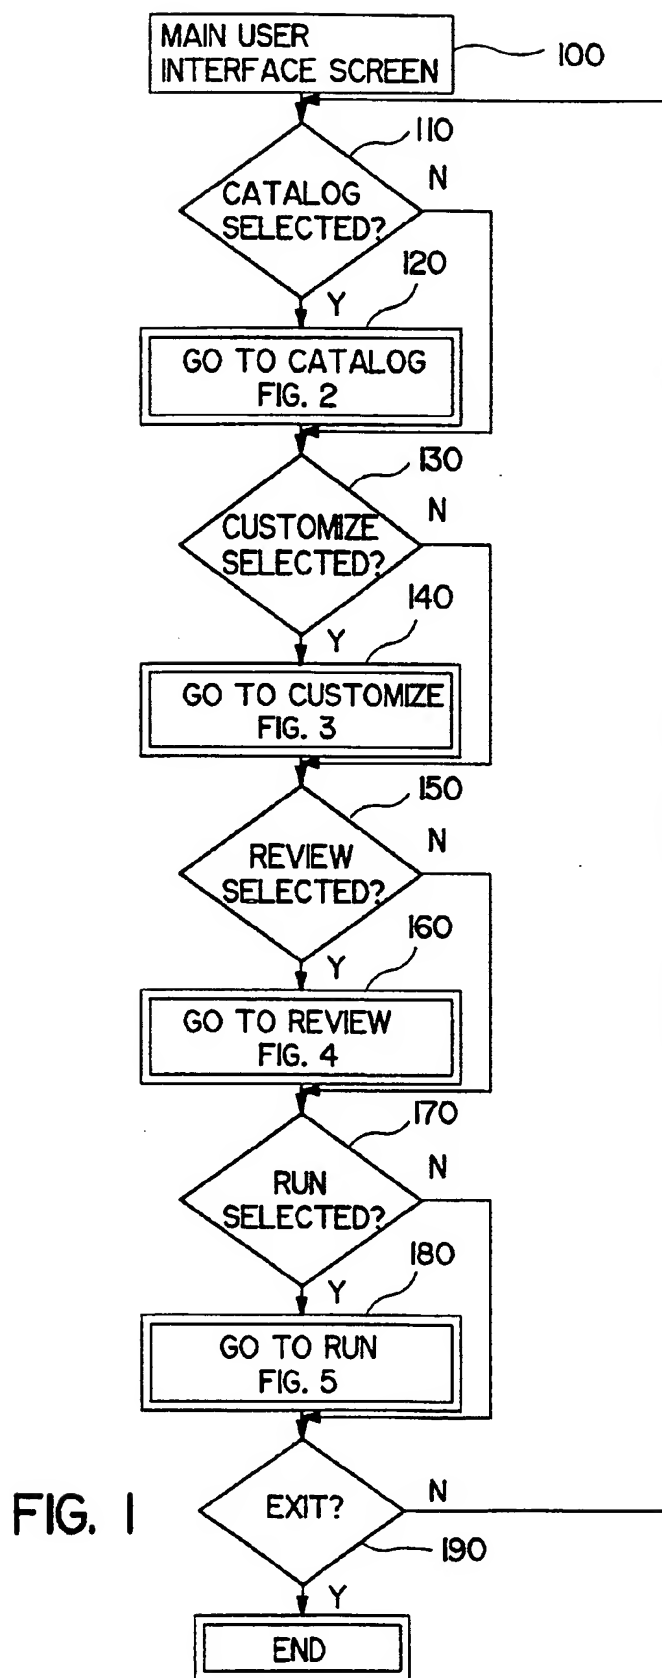 MAIN USER
INTERFACE SCREEN
100
110
N
CATALOG
SELECTED?
120
Y
GO TO CATALOG
FIG. 2
130
N
CUSTOMIZE
SELECTED?
140
Y
GO TO CUSTOMIZE
FIG. 3
150
N
REVIEW
SELECTED?
160
Y
GO TO REVIEW
FIG. 4
170
N
RUN
SELECTED?
180
Y
GO TO RUN
FIG. 5
EXIT?
N
FIG. 1
190
Y
END